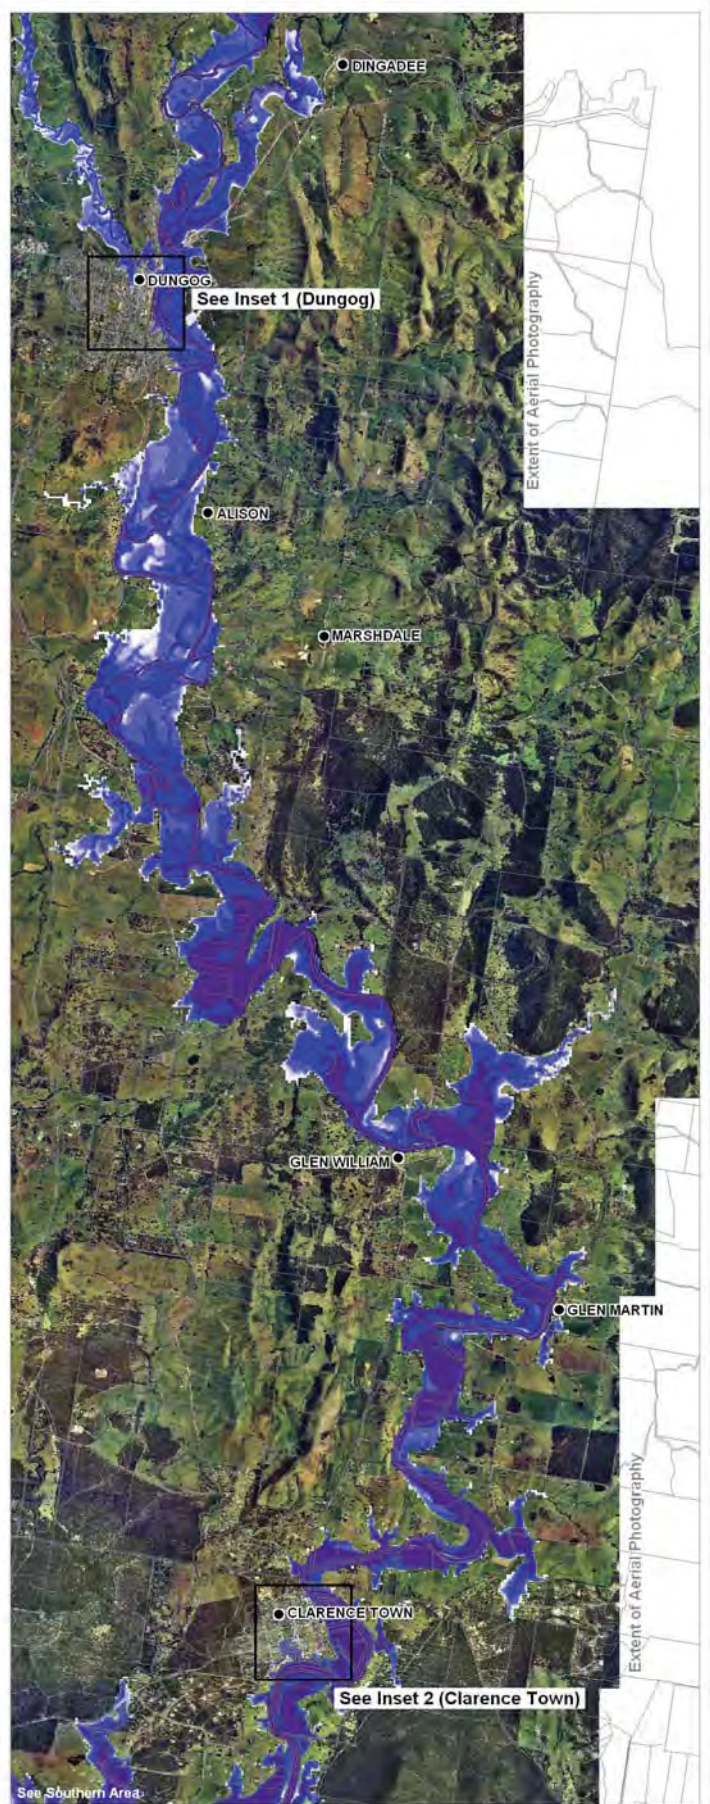 DINGADEE
DUNGOG
See Inset 1 (Dungog)
Extent of Aerial Photography
ALISON
MARSHDALE
GLEN WILLIAM
GLEN MARTIN
Extent of Aerial Photography
CLARENCE TOWN
See Inset 2 (Clarence Town)
See Southern Area